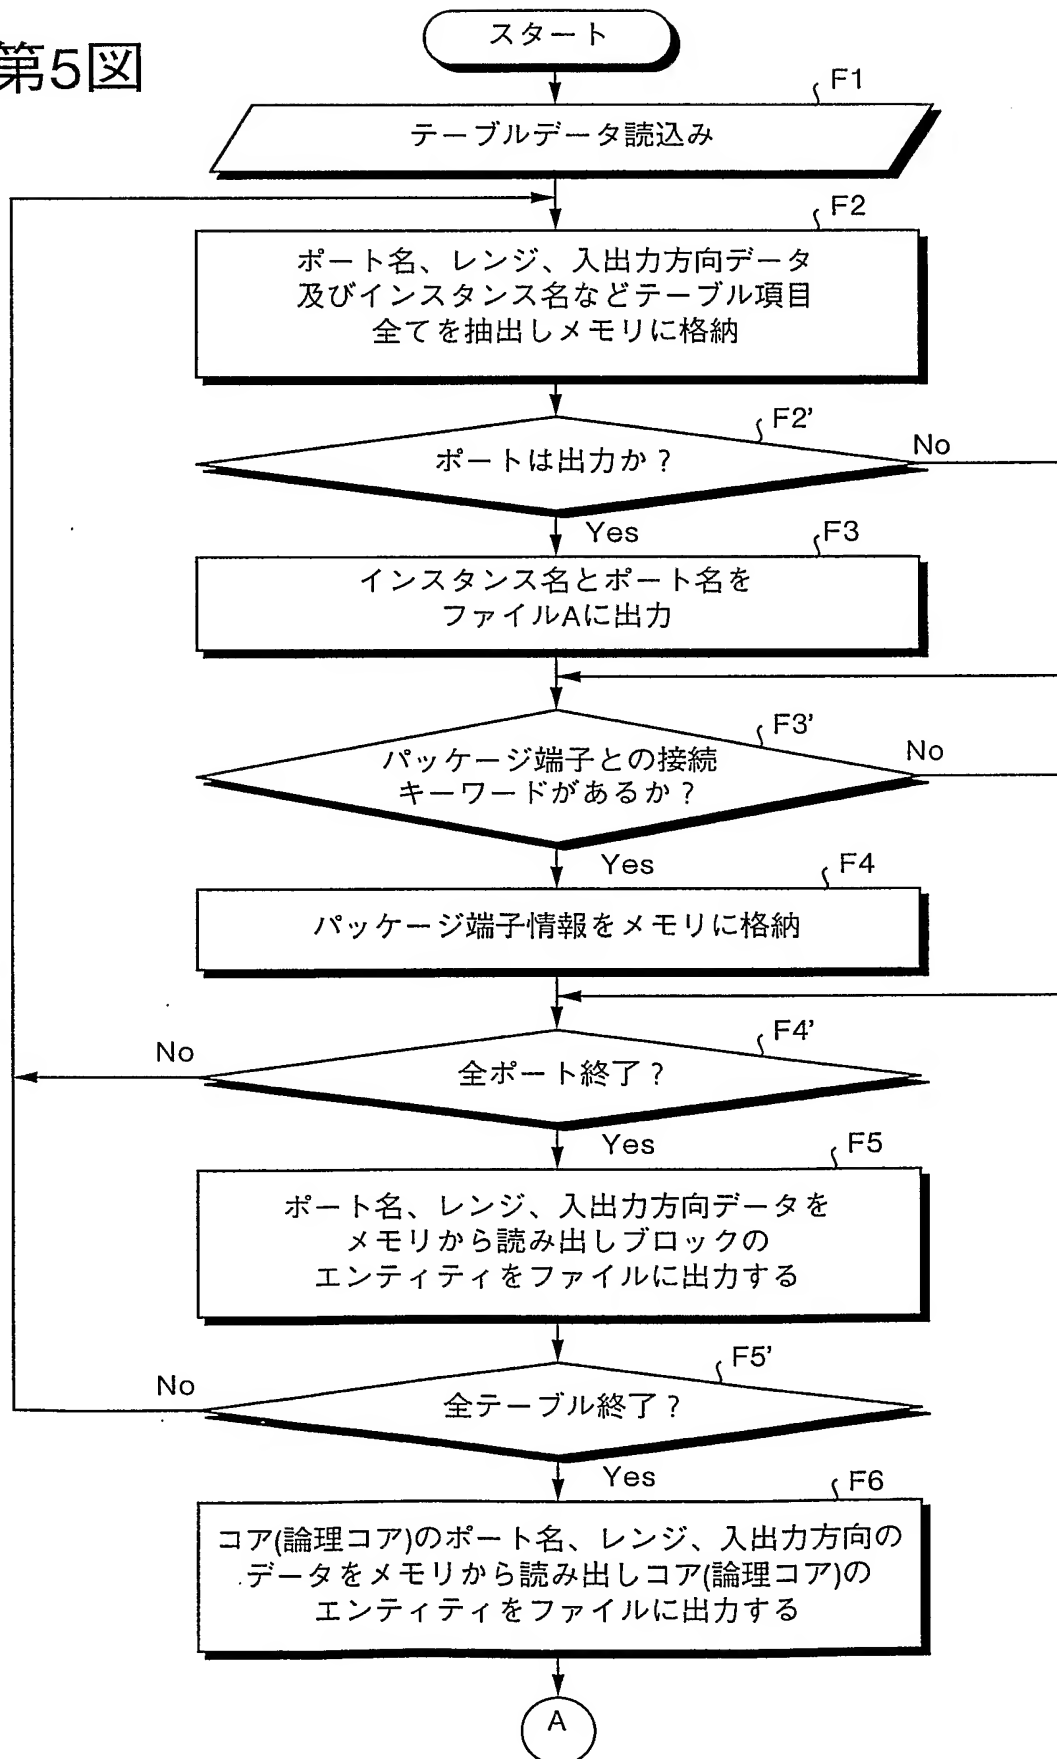 第5図
スタート
F1
テーブルデータ読込み
F2
ポート名、レンジ、入出力方向データ
及びインスタンス名などテーブル項目
全てを抽出しメモリに格納
F2'
ポートは出力か?
No
Yes
F3
インスタンス名とポート名を
ファイルAに出力
F3'
パッケージ端子との接続
キーワードがあるか?
No
Yes
F4
パッケージ端子情報をメモリに格納
F4'
No
全ポート終了?
Yes
F5
ポート名、レンジ、入出力方向データを
メモリから読み出しブロックの
エンティティをファイルに出力する
F5'
No
全テーブル終了?
Yes
F6
コア(論理コア)のポート名、レンジ、入出力方向の
データをメモリから読み出しコア(論理コア)の
エンティティをファイルに出力する
A